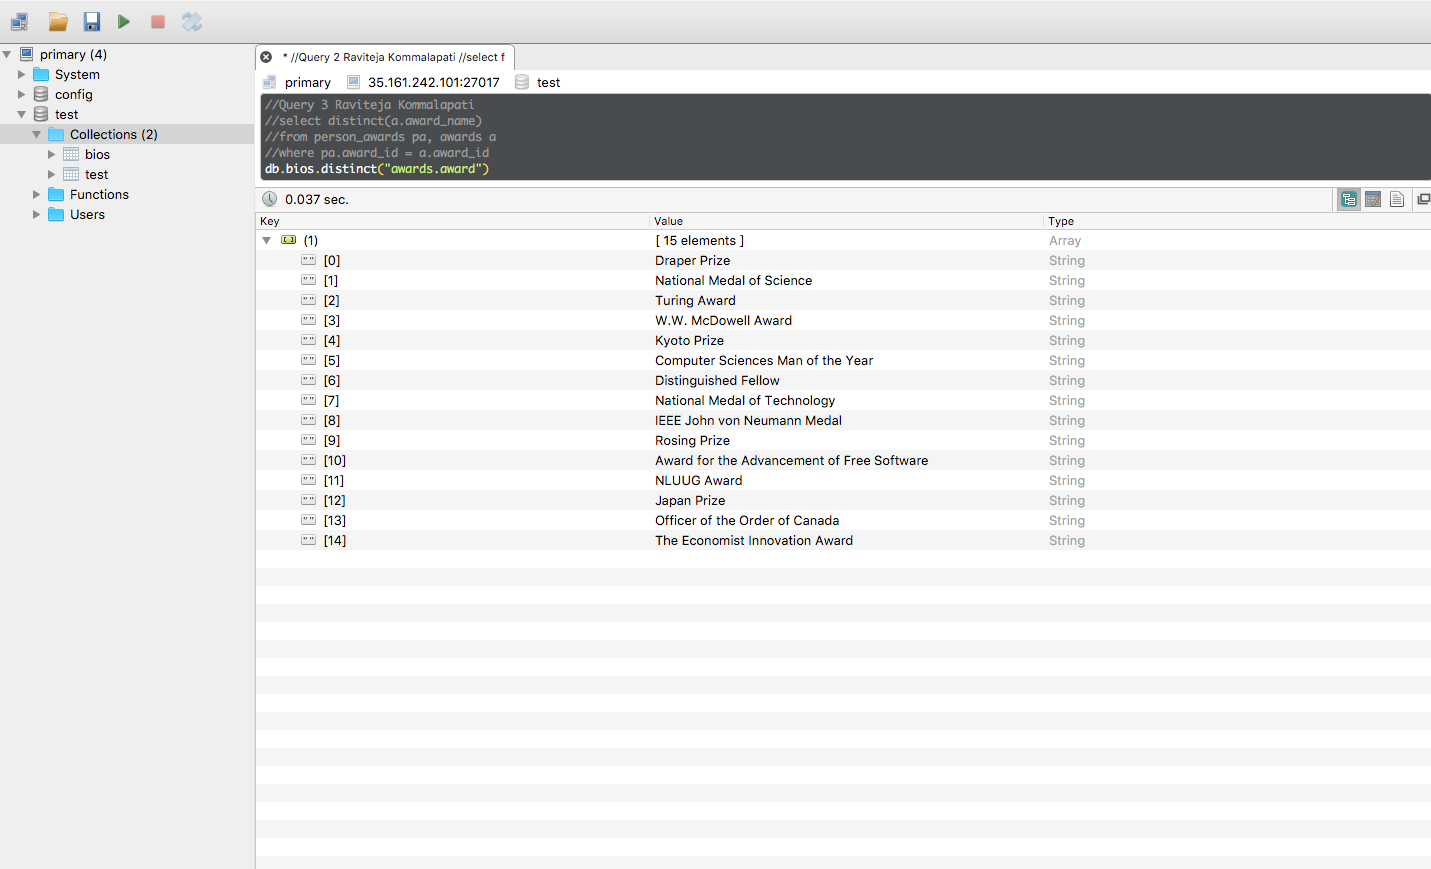 primary (4)
System
config
test
Collections (2)
bios
test
Functions
Users
* //Query 2 Raviteja Kommalapati //select f
primary 35.161.242.101:27017 test
//Query 3 Raviteja Kommalapati
//select distinct(a.award_name)
//from person_awards pa, awards a
//where pa.award_id = a.award_id
db.bios.distinct("awards.award")
0.037 sec.
Key Value Type
(1) [ 15 elements ] Array
[0] Draper Prize String
[1] National Medal of Science String
[2] Turing Award String
[3] W.W. McDowell Award String
[4] Kyoto Prize String
[5] Computer Sciences Man of the Year String
[6] Distinguished Fellow String
[7] National Medal of Technology String
[8] IEEE John von Neumann Medal String
[9] Rosing Prize String
[10] Award for the Advancement of Free Software String
[11] NLUUG Award String
[12] Japan Prize String
[13] Officer of the Order of Canada String
[14] The Economist Innovation Award String